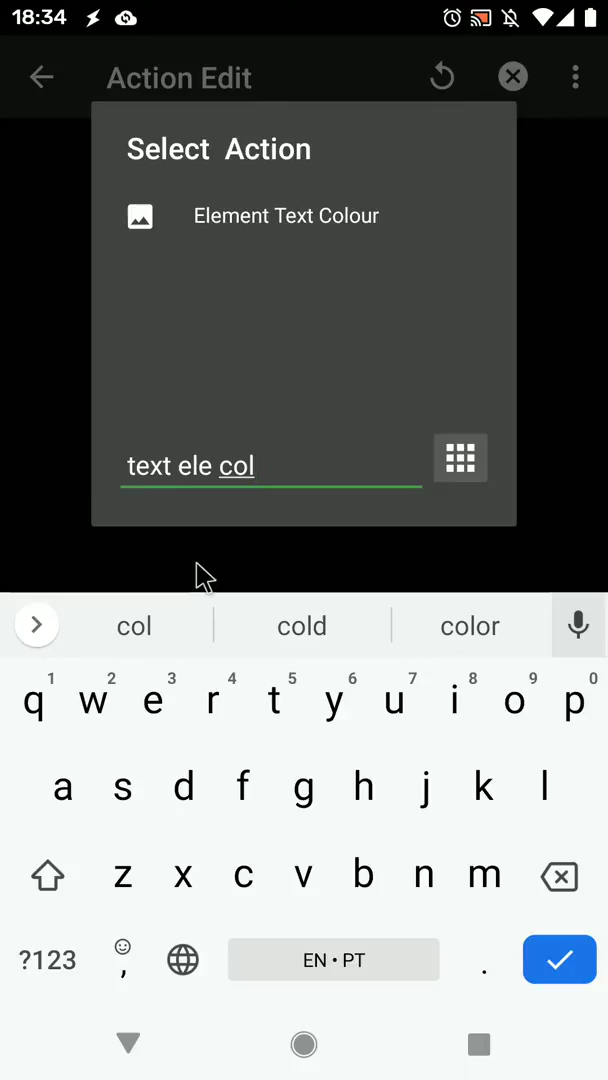 18:34
Action Edit
Select Action
Element Text Colour
text ele col
col cold color
1 2 3 4 5 6 7 8 9 0
q w e r t y u i o p
a s d f g h j k l
z x c v b n m
?123 , EN • PT .